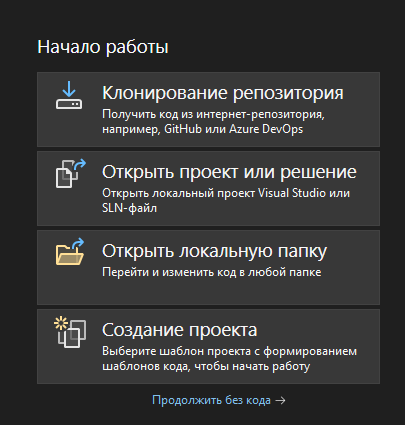 Начало работы
Клонирование репозитория
Получить код из интернет-репозитория,
например, GitHub или Azure DevOps
Открыть проект или решение
Открыть локальный проект Visual Studio или
SLN-файл
Открыть локальную папку
Перейти и изменить код в любой папке
Создание проекта
Выберите шаблон проекта с формированием
шаблонов кода, чтобы начать работу
Продолжить без кода →